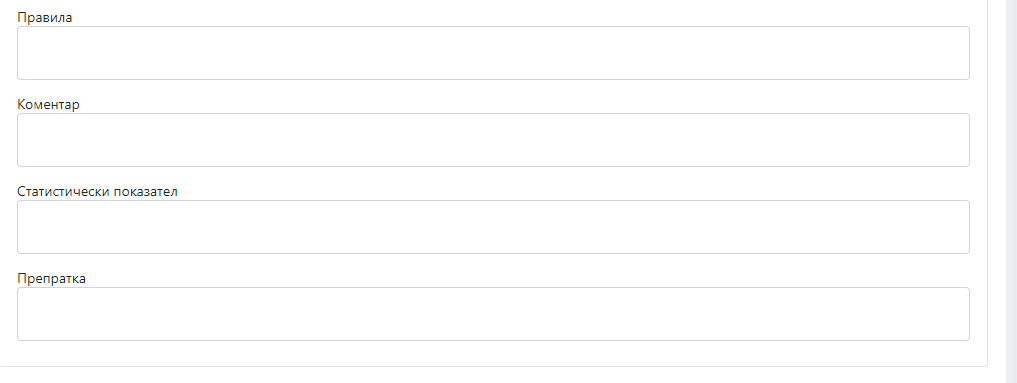 Правила
Коментар
Статистически показател
Препратка